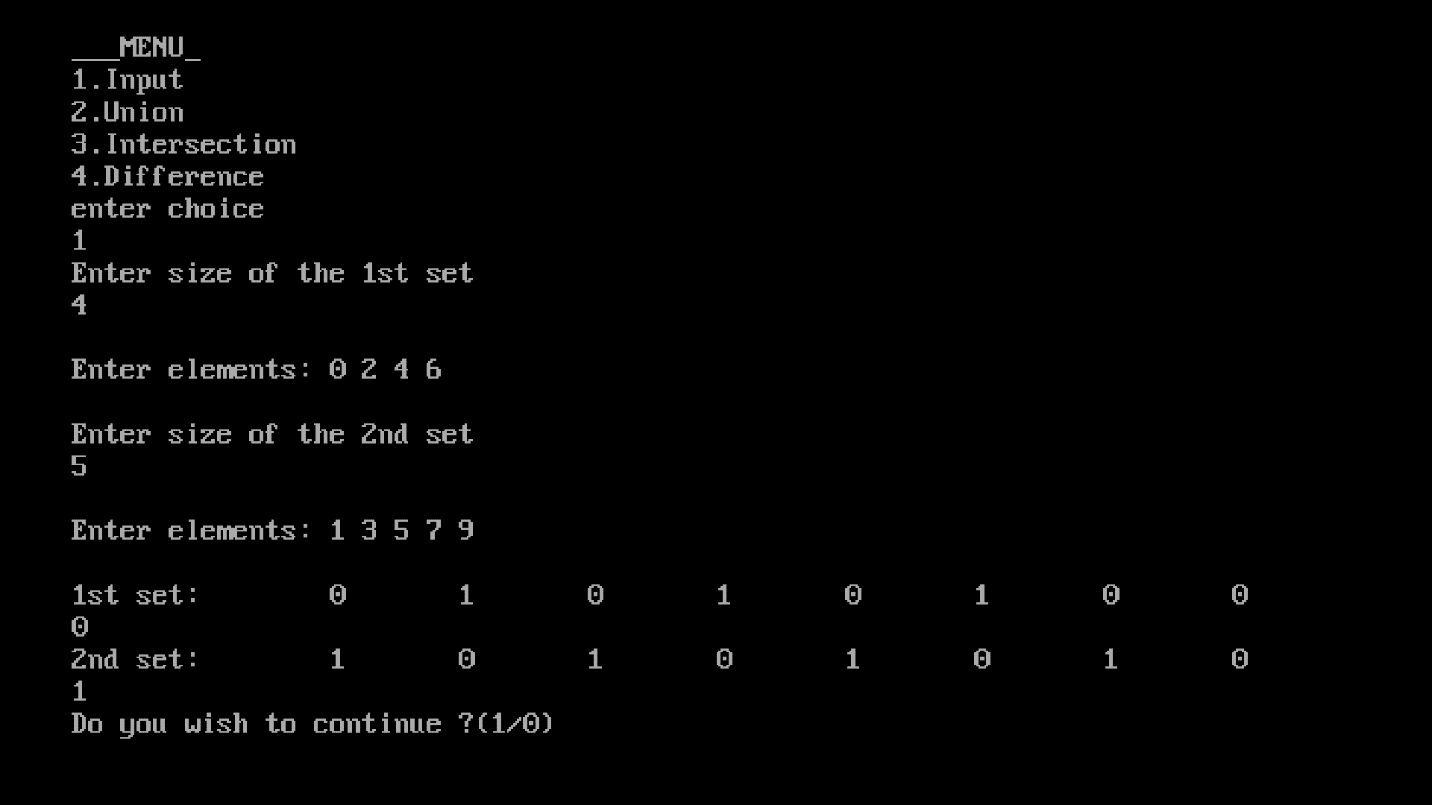 ___MENU_
1.Input
2.Union
3.Intersection
4.Difference
enter choice
1
Enter size of the 1st set
4
Enter elements: 0 2 4 6
Enter size of the 2nd set
5
Enter elements: 1 3 5 7 9
1st set: 0 1 0 1 0 1 0 0
0
2nd set: 1 0 1 0 1 0 1 0
1
Do you wish to continue ?(1/0)